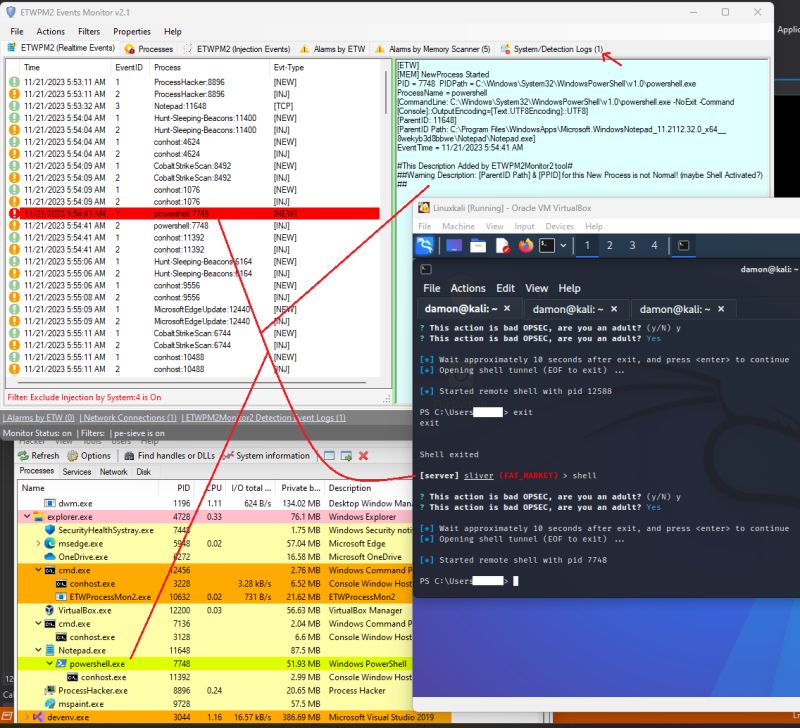 ETWPM2 Events Monitor v2.1
File Actions Filters Properties Help
ETWPM2 (Realtime Events) Processes ETWPM2 (Injection Events) Alarms by ETW Alarms by Memory Scanner (5) System/Detection Logs (1)
Time EventID Process Evt-Type
11/21/2023 5:53:11 AM 1 ProcessHacker:8896 [NEW]
11/21/2023 5:53:11 AM 2 ProcessHacker:8896 [INJ]
11/21/2023 5:53:32 AM 3 Notepad:11648 [TCP]
11/21/2023 5:54:04 AM 1 Hunt-Sleeping-Beacons:11400 [NEW]
11/21/2023 5:54:04 AM 2 Hunt-Sleeping-Beacons:11400 [INJ]
11/21/2023 5:54:04 AM 1 conhost:4624 [NEW]
11/21/2023 5:54:04 AM 2 conhost:4624 [INJ]
11/21/2023 5:54:09 AM 1 CobaltStrikeScan:8492 [NEW]
11/21/2023 5:54:09 AM 2 CobaltStrikeScan:8492 [INJ]
11/21/2023 5:54:09 AM 1 conhost:1076 [NEW]
11/21/2023 5:54:09 AM 2 conhost:1076 [INJ]
11/21/2023 5:54:41 AM 1 powershell:7748 [NEW]
11/21/2023 5:54:41 AM 2 powershell:7748 [INJ]
11/21/2023 5:54:41 AM 1 conhost:11392 [NEW]
11/21/2023 5:54:41 AM 2 conhost:11392 [INJ]
11/21/2023 5:55:06 AM 1 Hunt-Sleeping-Beacons:6164 [NEW]
11/21/2023 5:55:06 AM 2 Hunt-Sleeping-Beacons:6164 [INJ]
11/21/2023 5:55:06 AM 1 conhost:9556 [NEW]
11/21/2023 5:55:08 AM 2 conhost:9556 [INJ]
11/21/2023 5:55:09 AM 1 MicrosoftEdgeUpdate:12440 [NEW]
11/21/2023 5:55:09 AM 2 MicrosoftEdgeUpdate:12440 [INJ]
11/21/2023 5:55:11 AM 1 CobaltStrikeScan:6744 [NEW]
11/21/2023 5:55:11 AM 2 CobaltStrikeScan:6744 [INJ]
11/21/2023 5:55:11 AM 1 conhost:10488 [NEW]
11/21/2023 5:55:11 AM 2 conhost:10488 [INJ]
Filter: Exclude Injection by System:4 is On
| Alarms by ETW (0) | Network Connections (1) | ETWPM2Monitor2 Detection Event Logs (1)
Monitor Status: on | Filters: | pe-sieve is on
[ETW]
[MEM] NewProcess Started
PID = 7748 PIDPath = C:\Windows\System32\WindowsPowerShell\v1.0\powershell.exe
ProcessName = powershell
[CommandLine: C:\Windows\System32\WindowsPowerShell\v1.0\powershell.exe -NoExit -Command
[Console]::OutputEncoding=[Text.UTF8Encoding]::UTF8]
[ParentID: 11648]
[ParentID Path: C:\Program Files\WindowsApps\Microsoft.WindowsNotepad_11.2112.32.0_x64__
8wekyb3d8bbwe\Notepad\Notepad.exe]
EventTime = 11/21/2023 5:54:41 AM
#This Description Added by ETWPM2Monitor2 tool#
##Warning Description: [ParentID Path] & [PPID] for this New Process is not Normal! (maybe Shell Activated?)
##
Applic
Linuxkali [Running] - Oracle VM VirtualBox
File Machine View Input Devices Help
1 2 3 4
damon@kali: ~
File Actions Edit View Help
damon@kali: ~ × damon@kali: ~ × damon@kali: ~ ×
? This action is bad OPSEC, are you an adult? (y/N) y
? This action is bad OPSEC, are you an adult? Yes
[*] Wait approximately 10 seconds after exit, and press <enter> to continue
[*] Opening shell tunnel (EOF to exit) ...
[*] Started remote shell with pid 12588
PS C:\Users > exit
exit
Shell exited
[server] sliver (FAT_MARKET) > shell
? This action is bad OPSEC, are you an adult? (y/N) y
? This action is bad OPSEC, are you an adult? Yes
[*] Wait approximately 10 seconds after exit, and press <enter> to continue
[*] Opening shell tunnel (EOF to exit) ...
[*] Started remote shell with pid 7748
PS C:\Users >
Hacker View Tools Users Help
Refresh Options Find handles or DLLs System information
Processes Services Network Disk
Name PID CPU I/O total ... Private b... Description
dwm.exe 1196 1.11 624 B/s 134.02 MB Desktop Window Mana
explorer.exe 4728 0.33 76.1 MB Windows Explorer
SecurityHealthSystray.exe 7448 1.75 MB Windows Security notifi
msedge.exe 5948 0.02 57.04 MB Microsoft Edge
OneDrive.exe 6272 16.58 MB Microsoft OneDrive
cmd.exe 12456 2.76 MB Windows Command P
conhost.exe 3228 3.28 kB/s 6.52 MB Console Window Host
ETWProcessMon2.exe 10632 0.02 731 B/s 21.62 MB ETWProcessMon2
VirtualBox.exe 12200 0.03 56.63 MB VirtualBox Manager
cmd.exe 7136 2.04 MB Windows Command P
conhost.exe 3128 6.6 MB Console Window Host
Notepad.exe 11648 87.5 MB
powershell.exe 7748 51.93 MB Windows PowerShell
conhost.exe 11392 2.99 MB Console Window Host
ProcessHacker.exe 8896 0.24 20.65 MB Process Hacker
mspaint.exe 9728 57.5 MB Paint
devenv.exe 3044 1.16 16.57 kB/s 386.69 MB Microsoft Visual Studio 2019